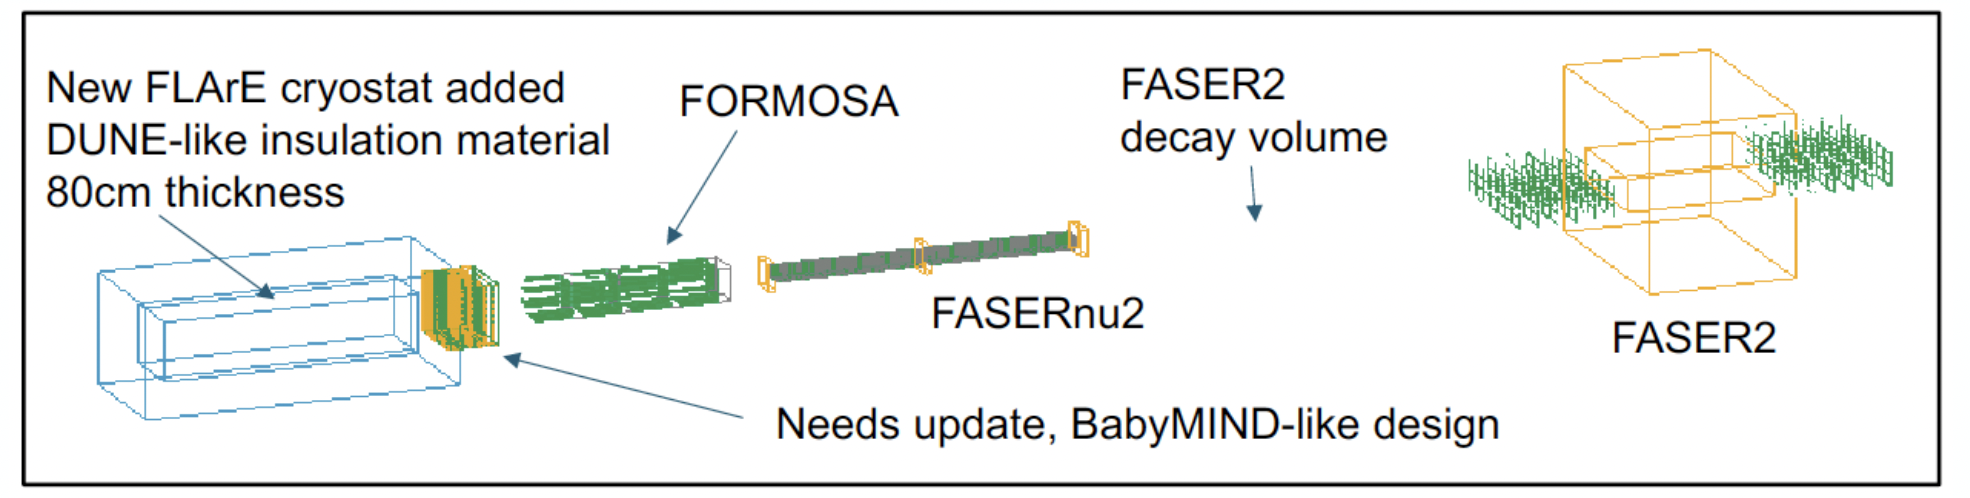 New FLArE cryostat added
DUNE-like insulation material
80cm thickness
FORMOSA
FASER2
decay volume
FASERnu2
FASER2
Needs update, BabyMIND-like design